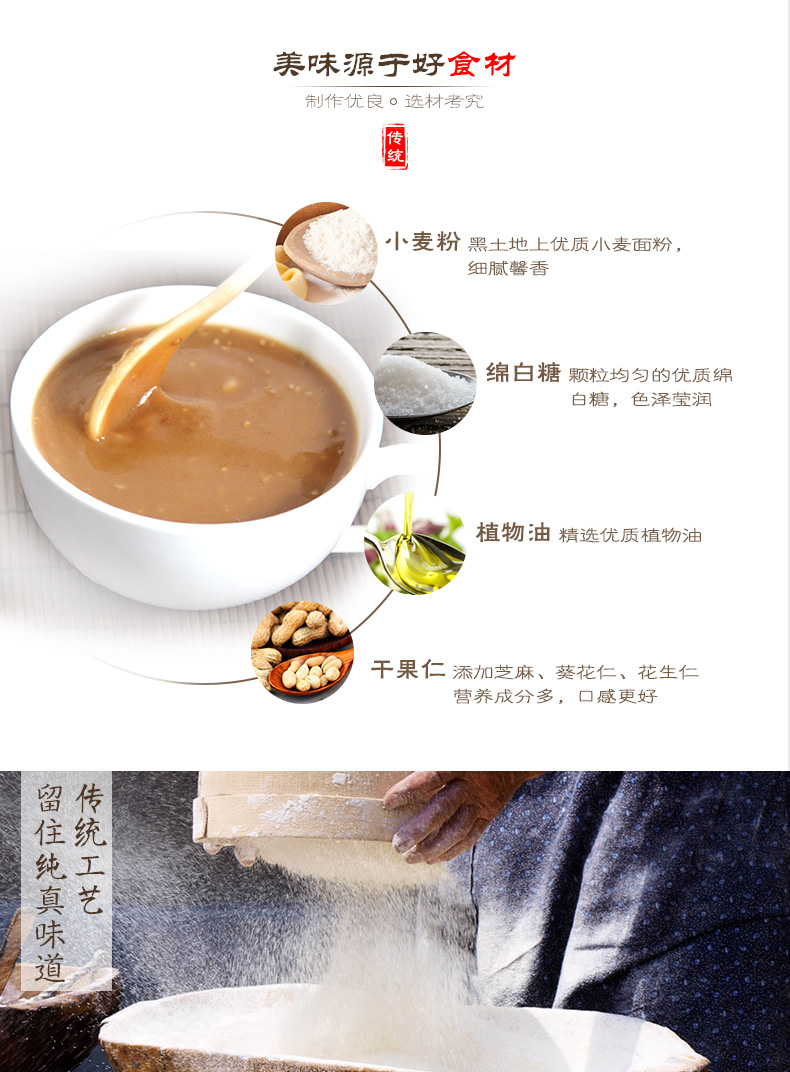 美味源于好食材
制作优良。选材考究
传统
小麦粉 黑土地上优质小麦面粉，
细腻馨香
绵白糖 颗粒均匀的优质绵
白糖，色泽莹润
植物油 精选优质植物油
干果仁 添加芝麻、葵花仁、花生仁
营养成分多，口感更好
传统工艺
留住纯真味道